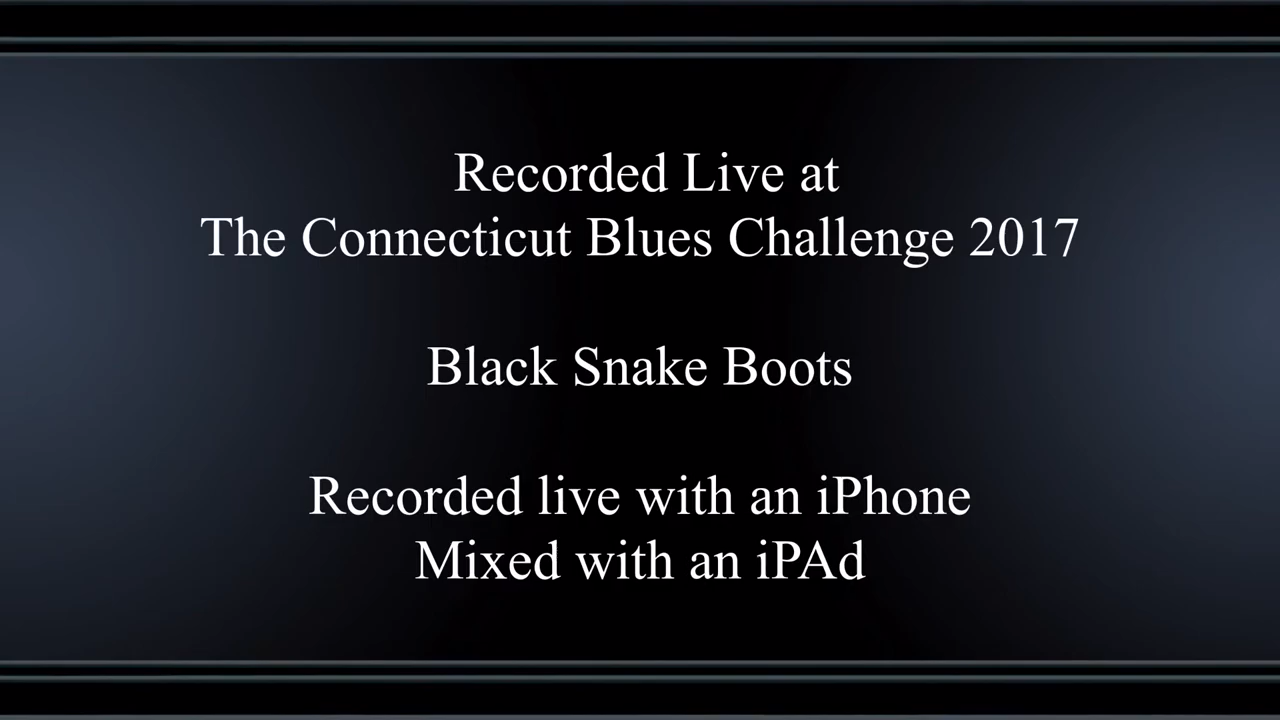 Recorded Live at
The Connecticut Blues Challenge 2017
Black Snake Boots
Recorded live with an iPhone
Mixed with an iPAd